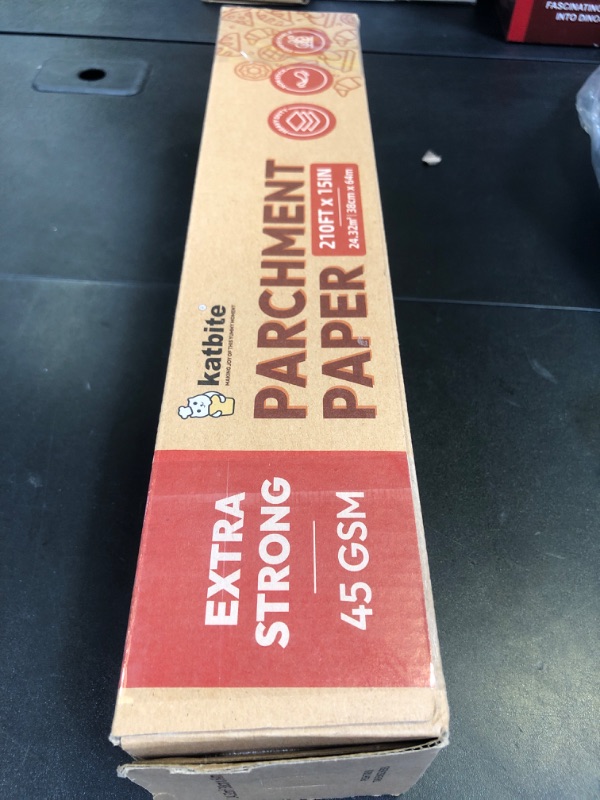 FASCINATING
INTO DINO
katbite
MAKING JOY OF THIS YUMMY MOMENT
PARCHMENT
PAPER
210FT x 15IN
24.32㎡ | 38cm x 64m
EXTRA
STRONG
45 GSM